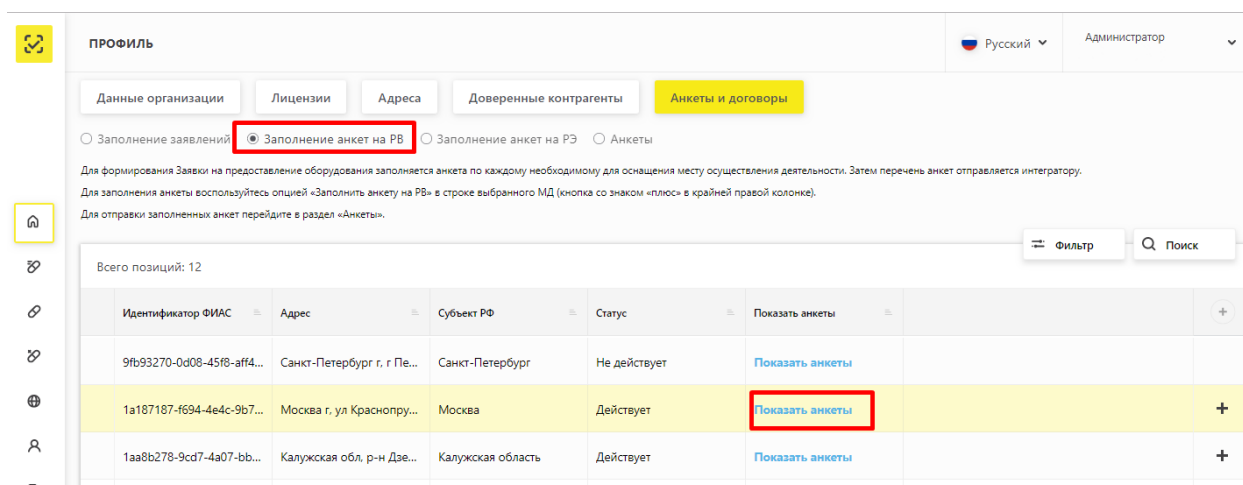 ПРОФИЛЬ
Русский
Администратор
Данные организации
Лицензии
Адреса
Доверенные контрагенты
Анкеты и договоры
Заполнение заявлений
Заполнение анкет на РВ
Заполнение анкет на РЭ
Анкеты
Для формирования Заявки на предоставление оборудования заполняется анкета по каждому необходимому для оснащения месту осуществления деятельности. Затем перечень анкет отправляется интегратору.
Для заполнения анкеты воспользуйтесь опцией «Заполнить анкету на РВ» в строке выбранного МД (кнопка со знаком «плюс» в крайней правой колонке).
Для отправки заполненных анкет перейдите в раздел «Анкеты».
Фильтр
Поиск
Всего позиций: 12
Идентификатор ФИАС Адрес Субъект РФ Статус Показать анкеты
9fb93270-0d08-45f8-aff4... Санкт-Петербург г, г Пе... Санкт-Петербург Не действует Показать анкеты
1a187187-f694-4e4c-9b7... Москва г, ул Краснопру... Москва Действует Показать анкеты
1aa8b278-9cd7-4a07-bb... Калужская обл, р-н Дзе... Калужская область Действует Показать анкеты